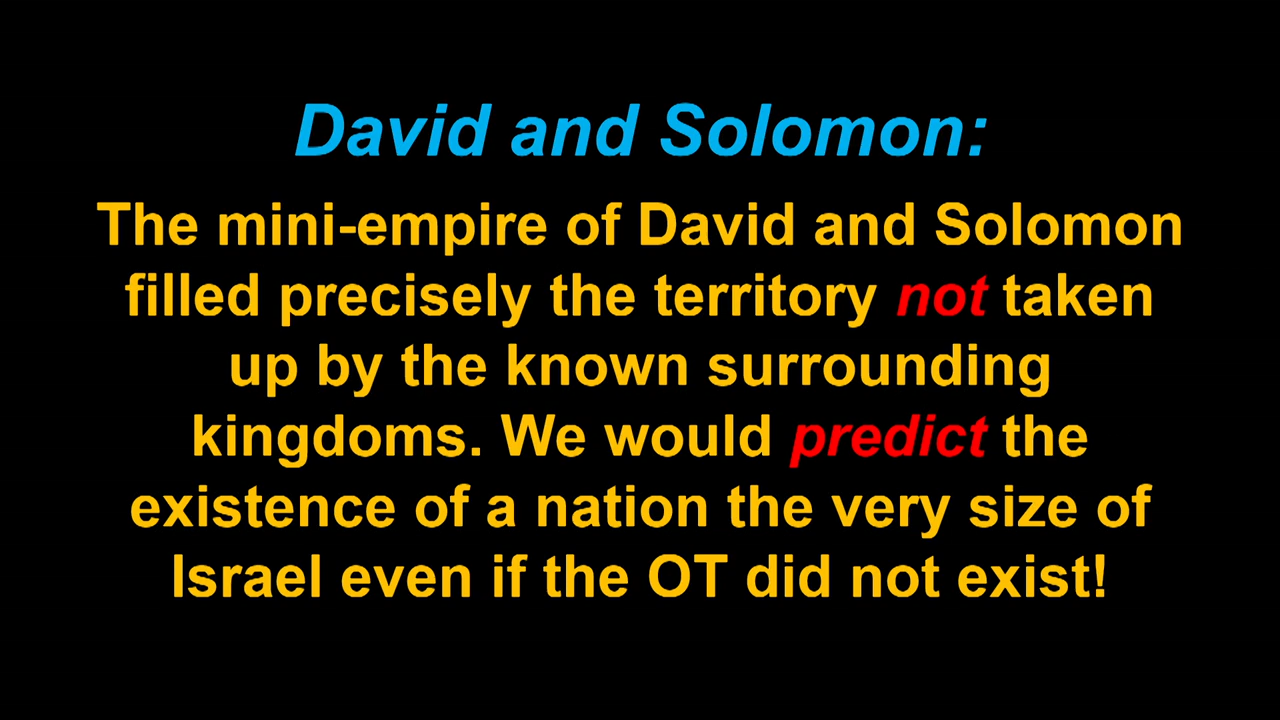 David and Solomon:
The mini-empire of David and Solomon
filled precisely the territory not taken
up by the known surrounding
kingdoms. We would predict the
existence of a nation the very size of
Israel even if the OT did not exist!